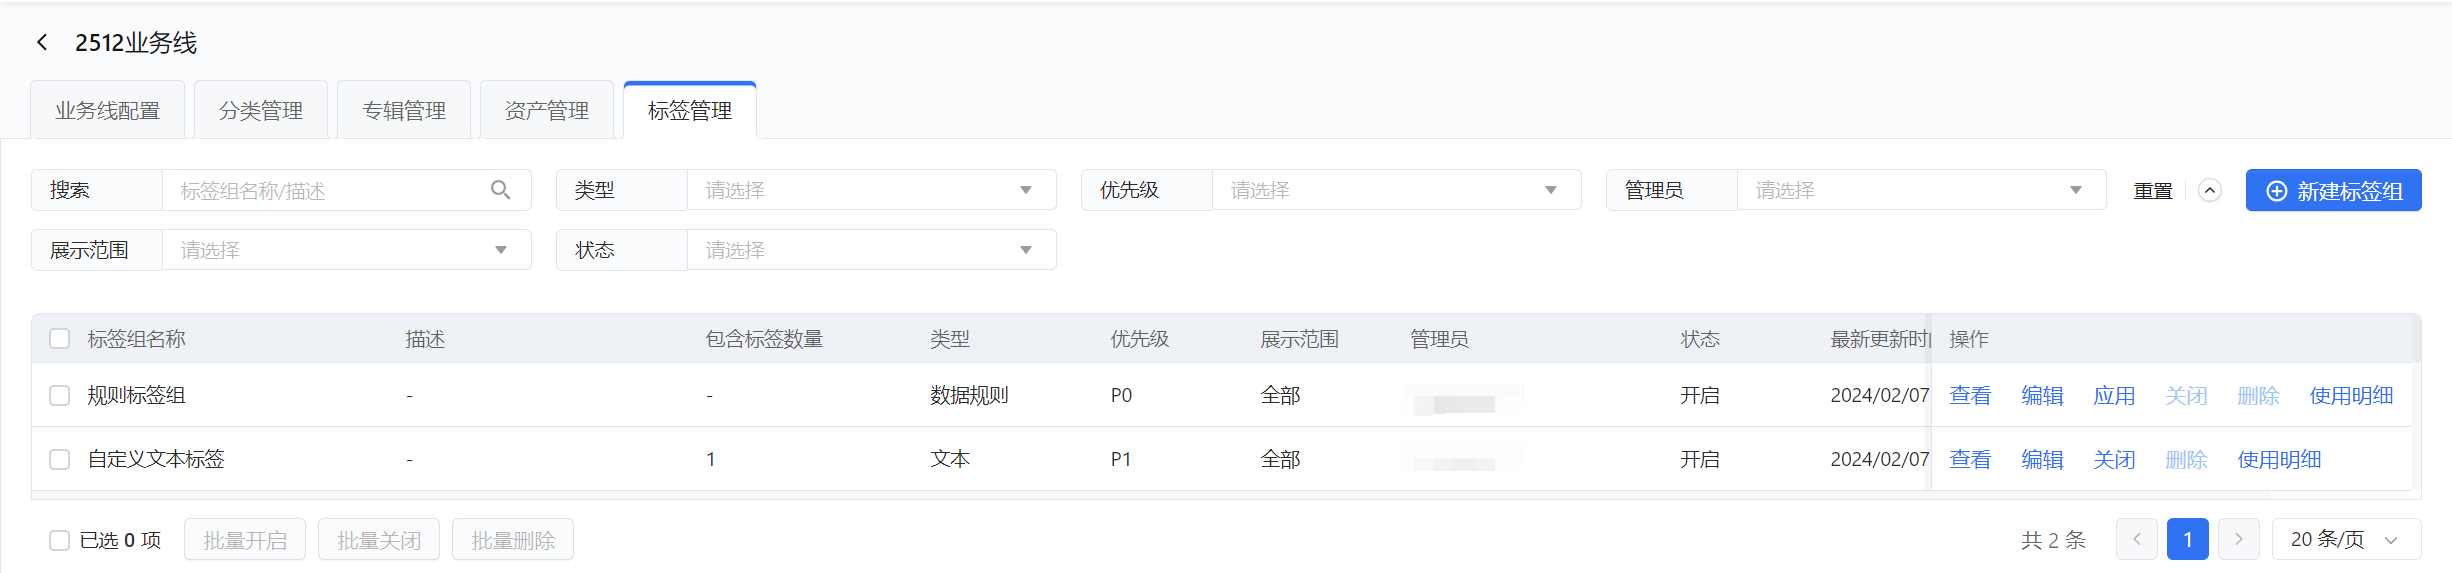 2512业务线
业务线配置 分类管理 专辑管理 资产管理 标签管理
搜索 标签组名称/描述 类型 请选择 优先级 请选择 管理员 请选择 重置 新建标签组
展示范围 请选择 状态 请选择
标签组名称 描述 包含标签数量 类型 优先级 展示范围 管理员 状态 最新更新时 操作
规则标签组 - - 数据规则 P0 全部 开启 2024/02/07 查看 编辑 应用 关闭 删除 使用明细
自定义文本标签 - 1 文本 P1 全部 开启 2024/02/07 查看 编辑 关闭 删除 使用明细
已选 0 项 批量开启 批量关闭 批量删除 共 2 条 1 20 条/页